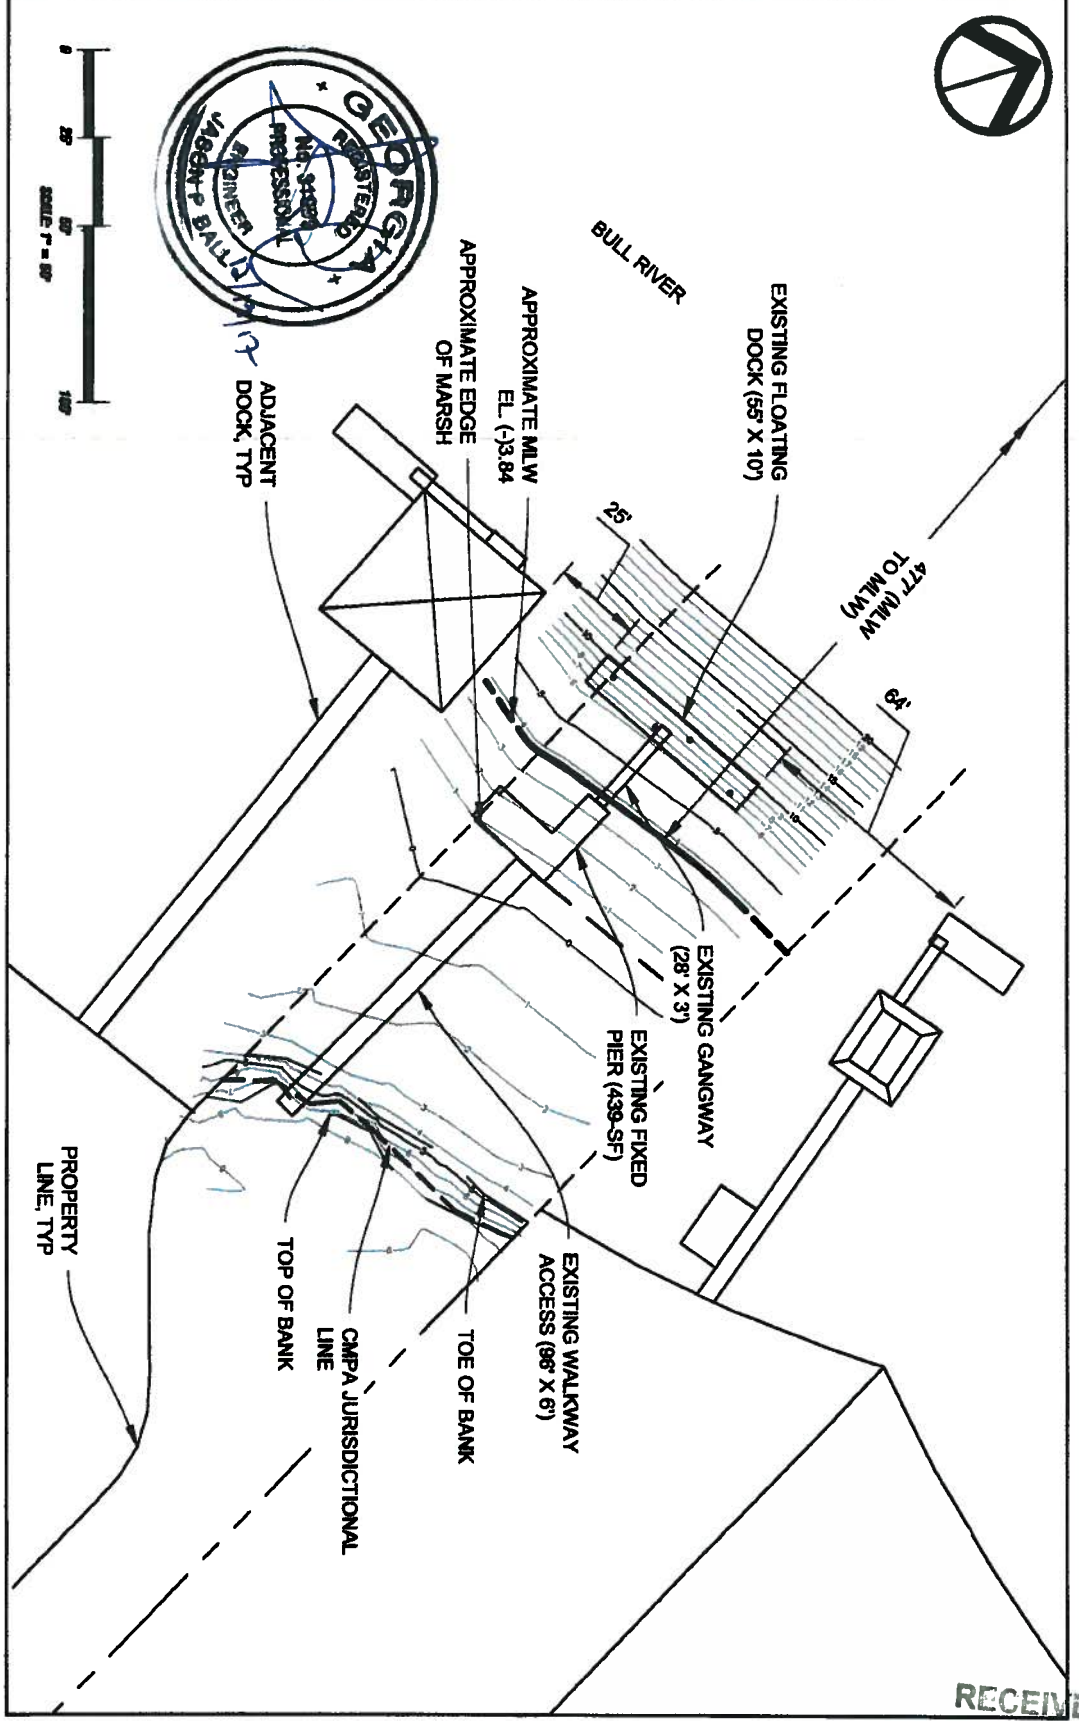 BULL RIVER
EXISTING FLOATING
DOCK (55' X 10')
477' (MLW
TO MLW)
25'
64'
APPROXIMATE MLW
EL. (-)3.84
APPROXIMATE EDGE
OF MARSH
ADJACENT
DOCK, TYP
EXISTING GANGWAY
(28' X 3')
EXISTING FIXED
PIER (439-SF)
EXISTING WALKWAY
ACCESS (96' X 6')
TOE OF BANK
CMPA JURISDICTIONAL
LINE
TOP OF BANK
PROPERTY
LINE, TYP
GEORGIA
REGISTERED
No.
PROFESSIONAL
ENGINEER
JASON P BALL
0
25'
50'
100'
SCALE: 1" = 50'